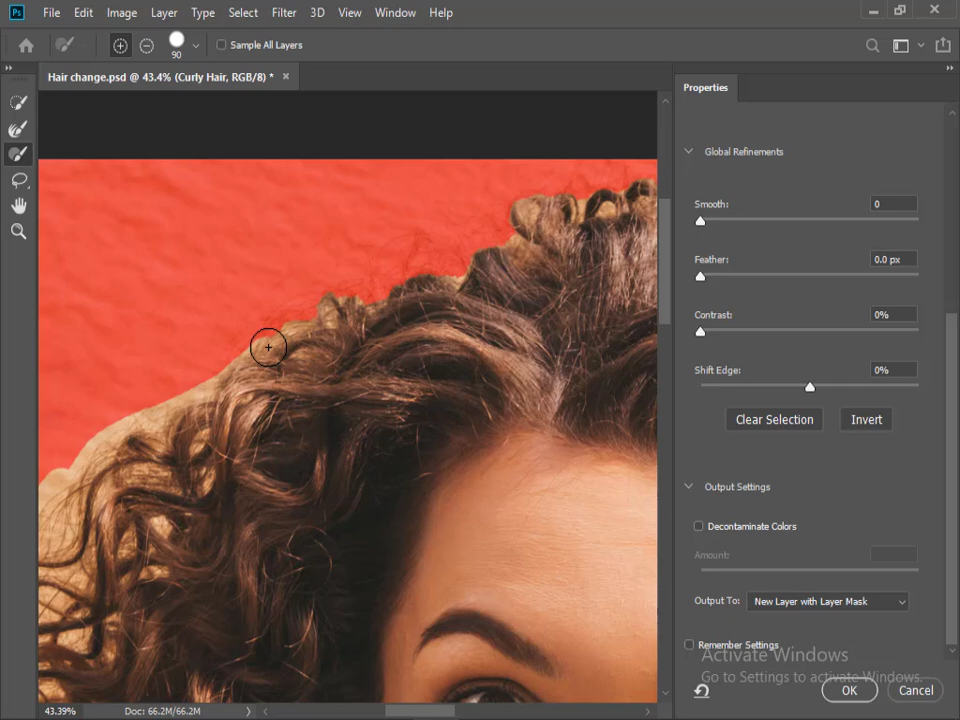 Ps File Edit Image Layer Type Select Filter 3D View Window Help
90 Sample All Layers
Hair change.psd @ 43.4% (Curly Hair, RGB/8) *
Properties
Global Refinements
Smooth: 0
Feather: 0.0 px
Contrast: 0%
Shift Edge: 0%
Clear Selection Invert
Output Settings
Decontaminate Colors
Amount:
Output To: New Layer with Layer Mask
Remember Settings
Activate Windows
Go to Settings to activate Windows.
OK Cancel
43.39% Doc: 66.2M/66.2M